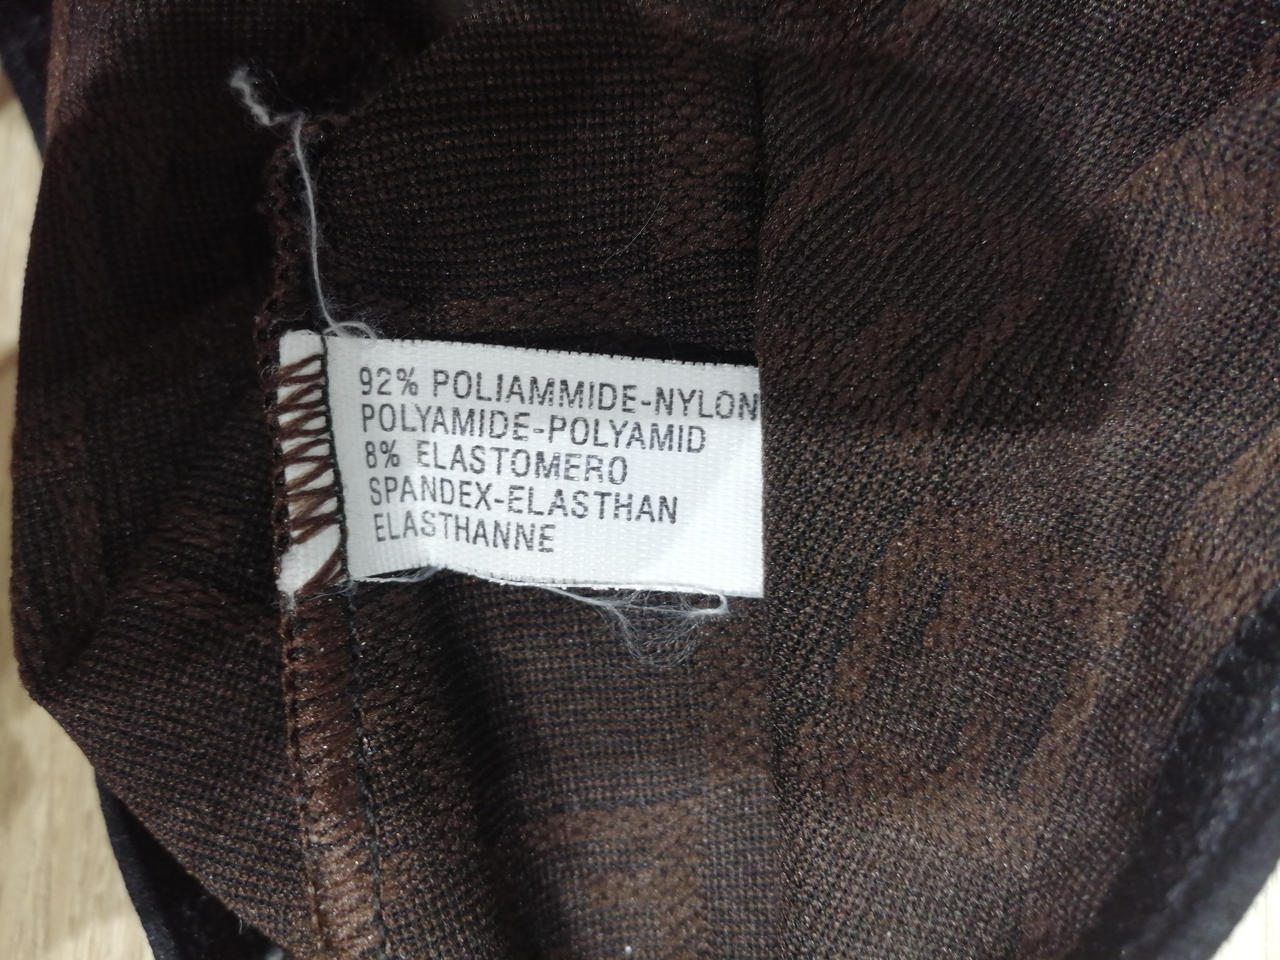 92% POLIAMMIDE-NYLON
POLYAMIDE-POLYAMID
8% ELASTOMERO
SPANDEX-ELASTHAN
ELASTHANNE